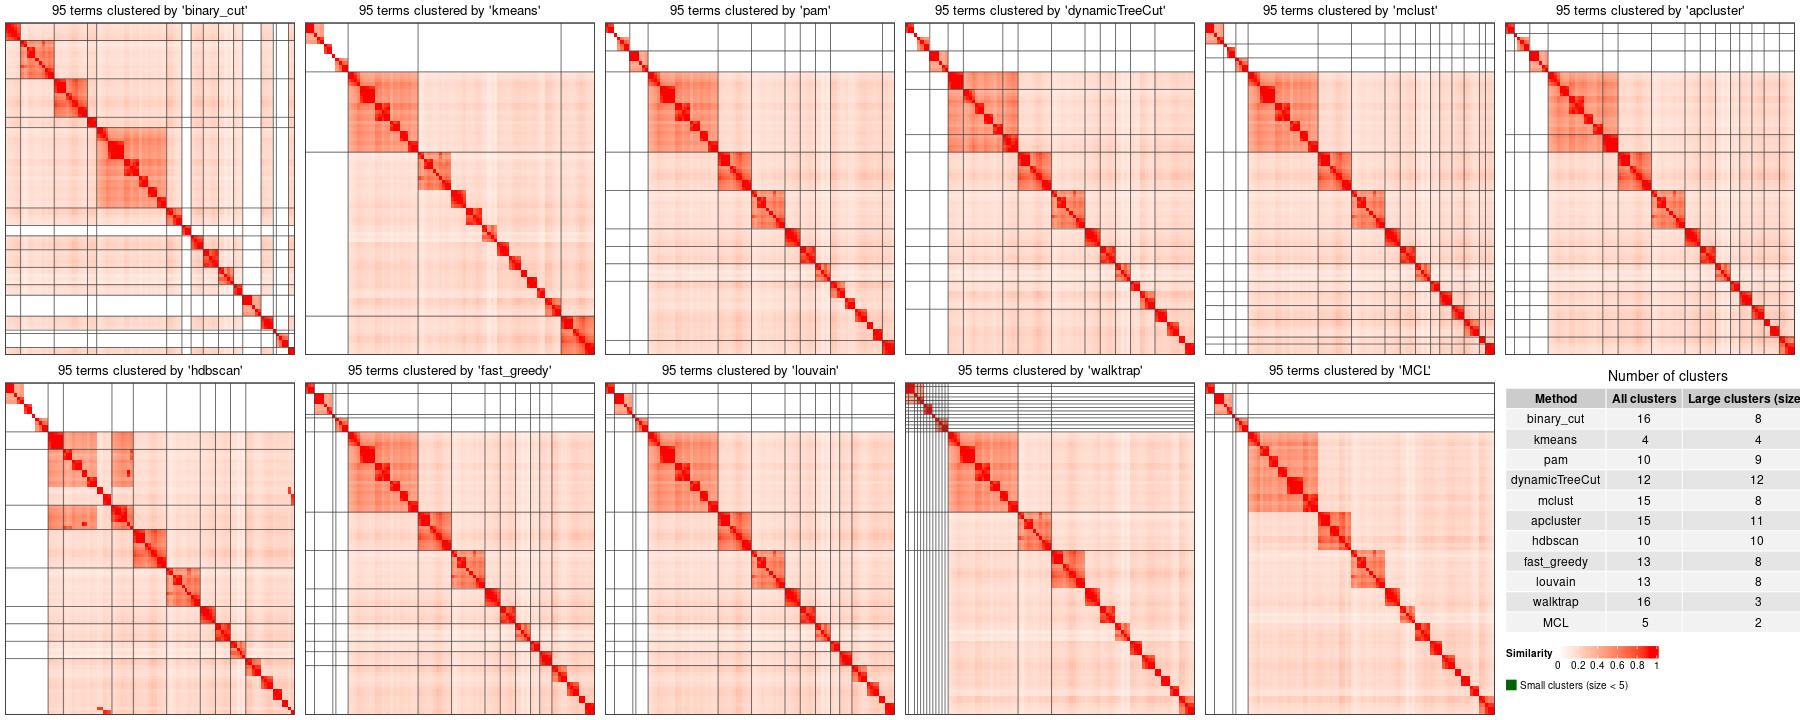 95 terms clustered by 'binary_cut'
95 terms clustered by 'kmeans'
95 terms clustered by 'pam'
95 terms clustered by 'dynamicTreeCut'
95 terms clustered by 'mclust'
95 terms clustered by 'apcluster'
95 terms clustered by 'hdbscan'
95 terms clustered by 'fast_greedy'
95 terms clustered by 'louvain'
95 terms clustered by 'walktrap'
95 terms clustered by 'MCL'
Number of clusters
Method All clusters Large clusters (size
binary_cut 16 8
kmeans 4 4
pam 10 9
dynamicTreeCut 12 12
mclust 15 8
apcluster 15 11
hdbscan 10 10
fast_greedy 13 8
louvain 13 8
walktrap 16 3
MCL 5 2
Similarity
0 0.2 0.4 0.6 0.8 1
Small clusters (size < 5)